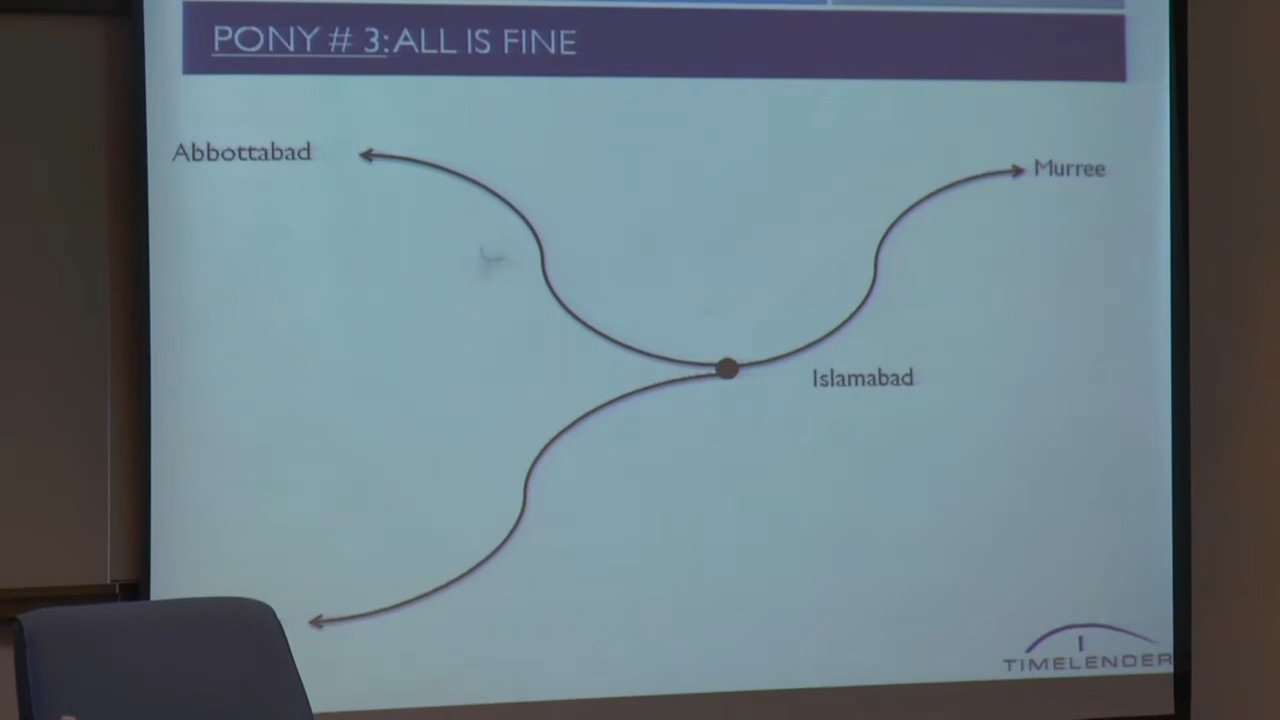 PONY # 3: ALL IS FINE
Abbottabad
Murree
Islamabad
TIMELENDER